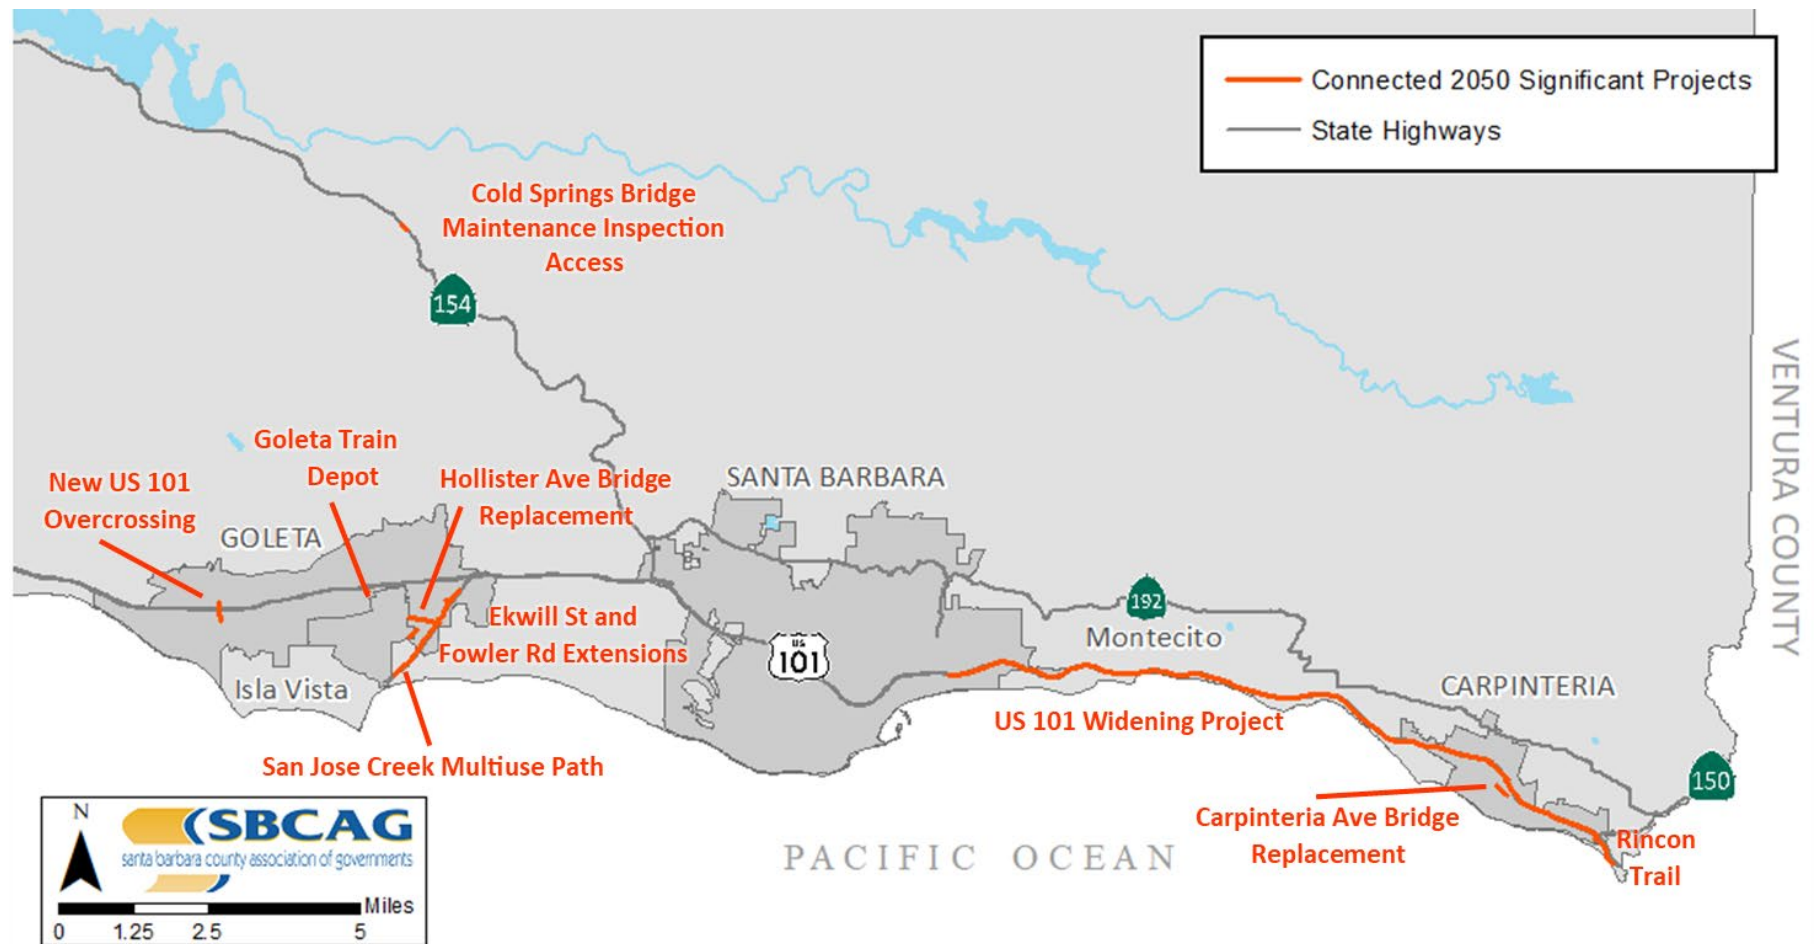 Connected 2050 Significant Projects
State Highways
Cold Springs Bridge
Maintenance Inspection
Access
154
VENTURA COUNTY
Goleta Train
Depot
New US 101
Overcrossing
Hollister Ave Bridge
Replacement
SANTA BARBARA
GOLETA
192
Ekwill St and
Fowler Rd Extensions
US
101
Montecito
Isla Vista
CARPINTERIA
US 101 Widening Project
San Jose Creek Multiuse Path
150
Carpinteria Ave Bridge
Replacement
Rincon
Trail
PACIFIC OCEAN
N
SBCAG
santa barbara county association of governments
Miles
0 1.25 2.5 5